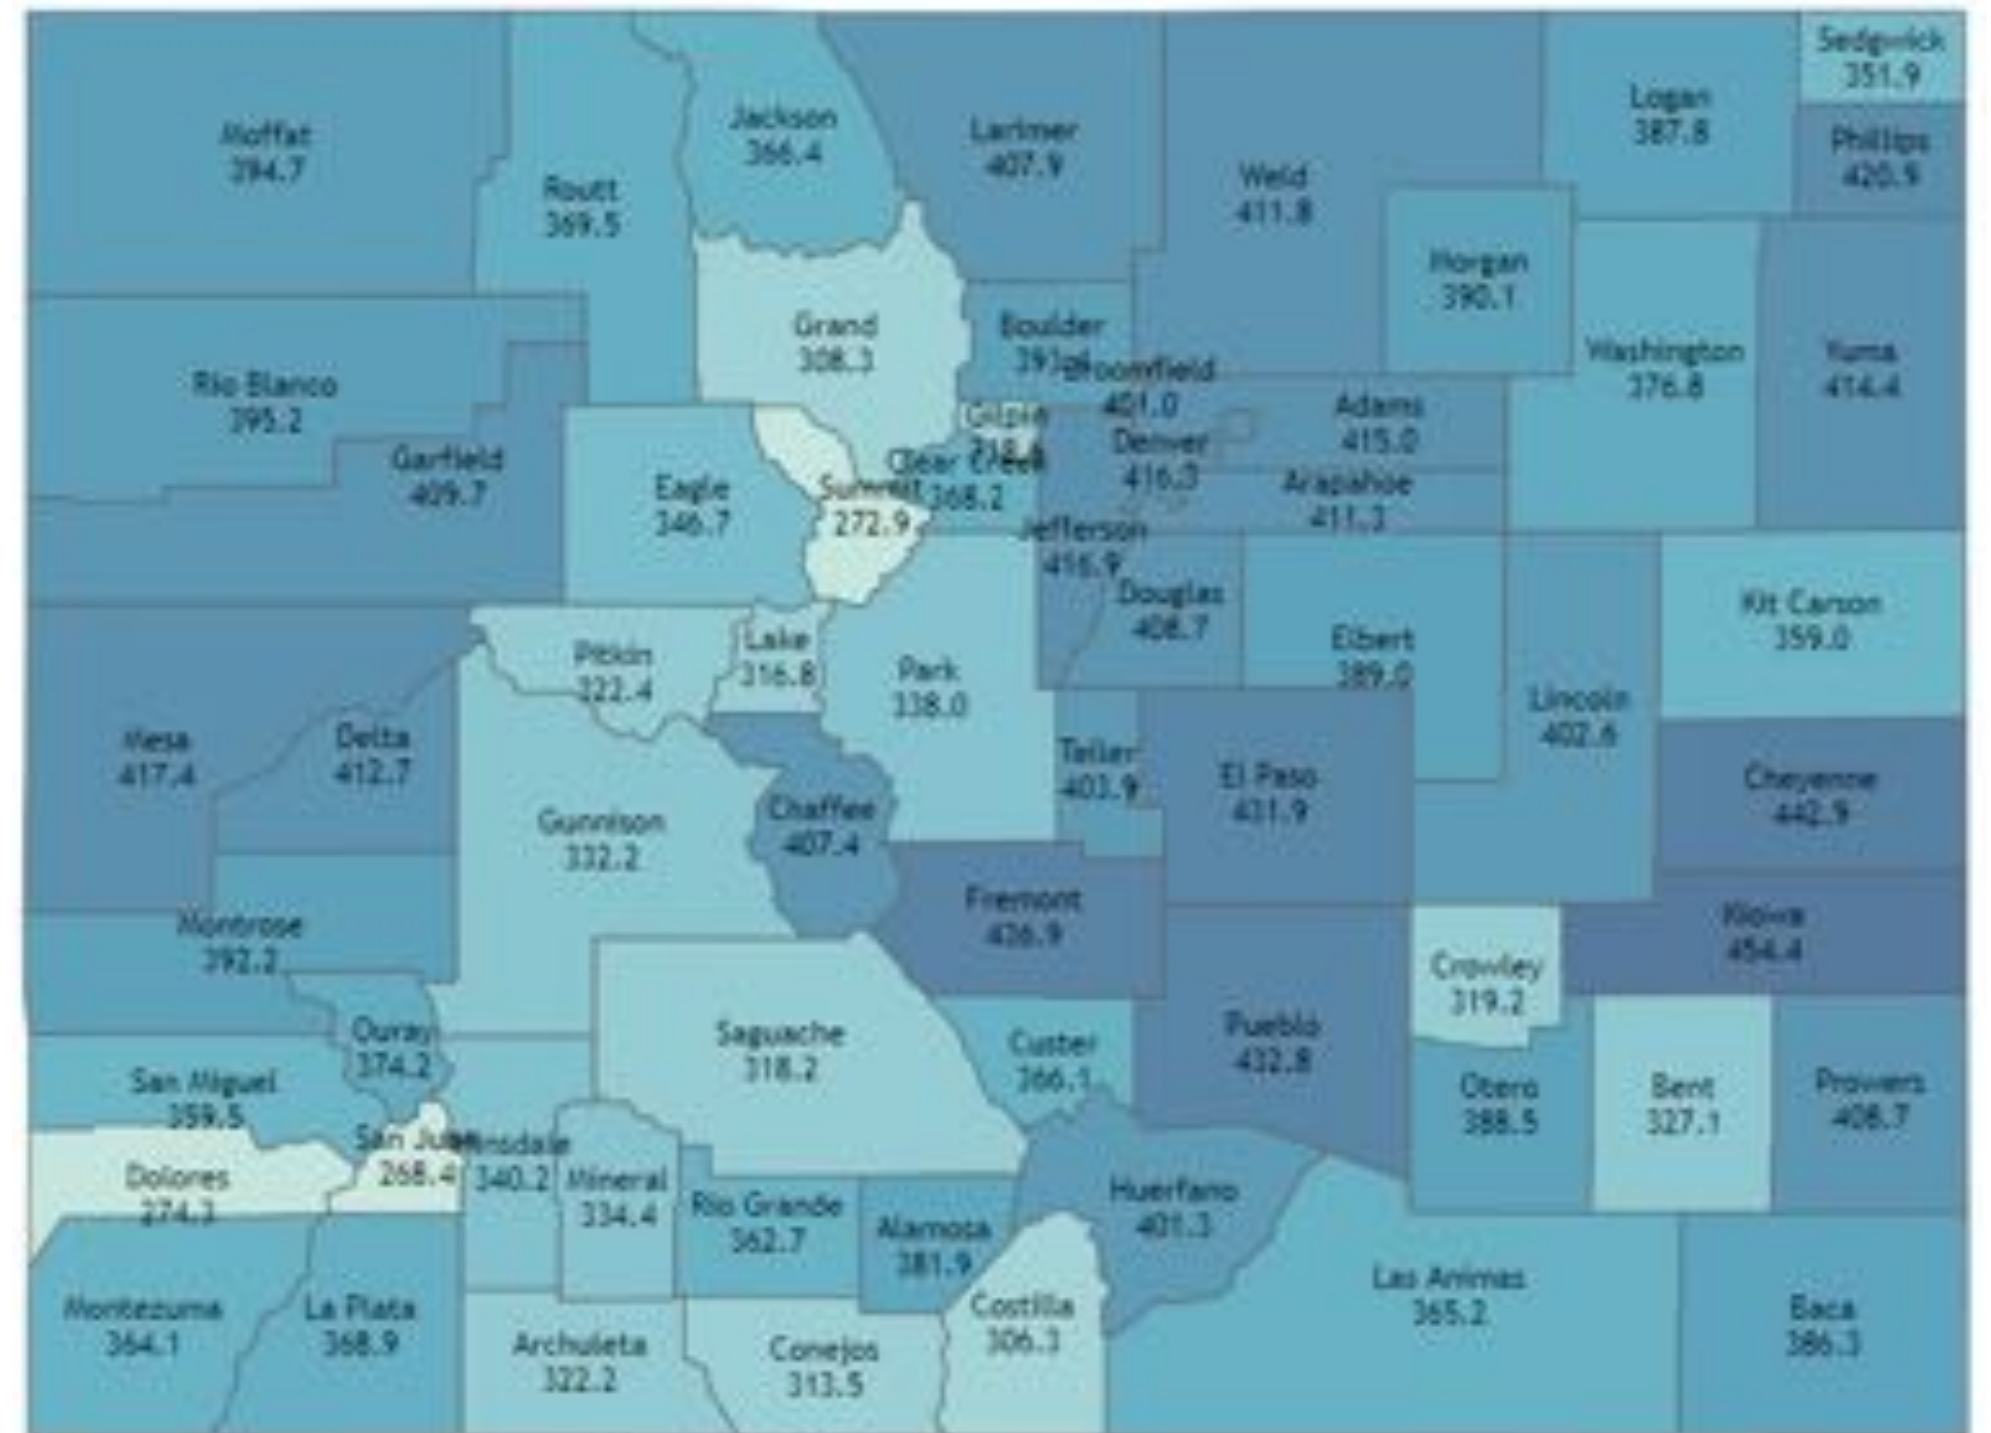 Sedgwick
351.9
Moffat
394.7
Routt
369.5
Jackson
366.4
Larimer
407.9
Weld
411.8
Logan
387.8
Phillips
420.9
Morgan
390.1
Washington
376.8
Yuma
414.4
Rio Blanco
395.2
Grand
308.3
Boulder
Broomfield
401.0
Gilpin
Adams
415.0
Denver
416.3
Garfield
409.7
Eagle
346.7
Summit
272.9
Clear Creek
368.2
Arapahoe
411.3
Jefferson
416.9
Douglas
408.7
Elbert
389.0
Kit Carson
359.0
Pitkin
322.4
Lake
316.8
Park
338.0
Lincoln
402.6
Mesa
417.4
Delta
412.7
Teller
403.9
El Paso
431.9
Cheyenne
442.9
Gunnison
332.2
Chaffee
407.4
Fremont
436.9
Kiowa
454.4
Montrose
392.2
Crowley
319.2
Ouray
374.2
Saguache
318.2
Custer
366.1
Pueblo
432.8
Otero
388.5
Bent
327.1
Prowers
408.7
San Miguel
359.5
San Juan
268.4
Hinsdale
340.2
Mineral
334.4
Dolores
274.3
Rio Grande
362.7
Alamosa
381.9
Huerfano
401.3
Montezuma
364.1
La Plata
368.9
Archuleta
322.2
Conejos
313.5
Costilla
306.3
Las Animas
365.2
Baca
386.3